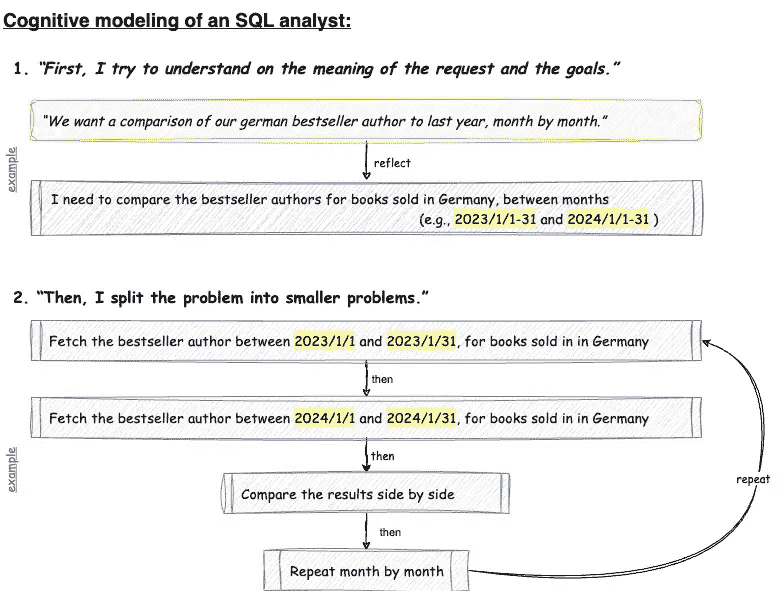 Cognitive modeling of an SQL analyst:
1. "First, I try to understand on the meaning of the request and the goals."
"We want a comparison of our german bestseller author to last year, month by month."
example
reflect
I need to compare the bestseller authors for books sold in Germany, between months
(e.g., 2023/1/1-31 and 2024/1/1-31 )
2. "Then, I split the problem into smaller problems."
Fetch the bestseller author between 2023/1/1 and 2023/1/31, for books sold in in Germany
then
Fetch the bestseller author between 2024/1/1 and 2024/1/31, for books sold in in Germany
example
then
repeat
Compare the results side by side
then
Repeat month by month